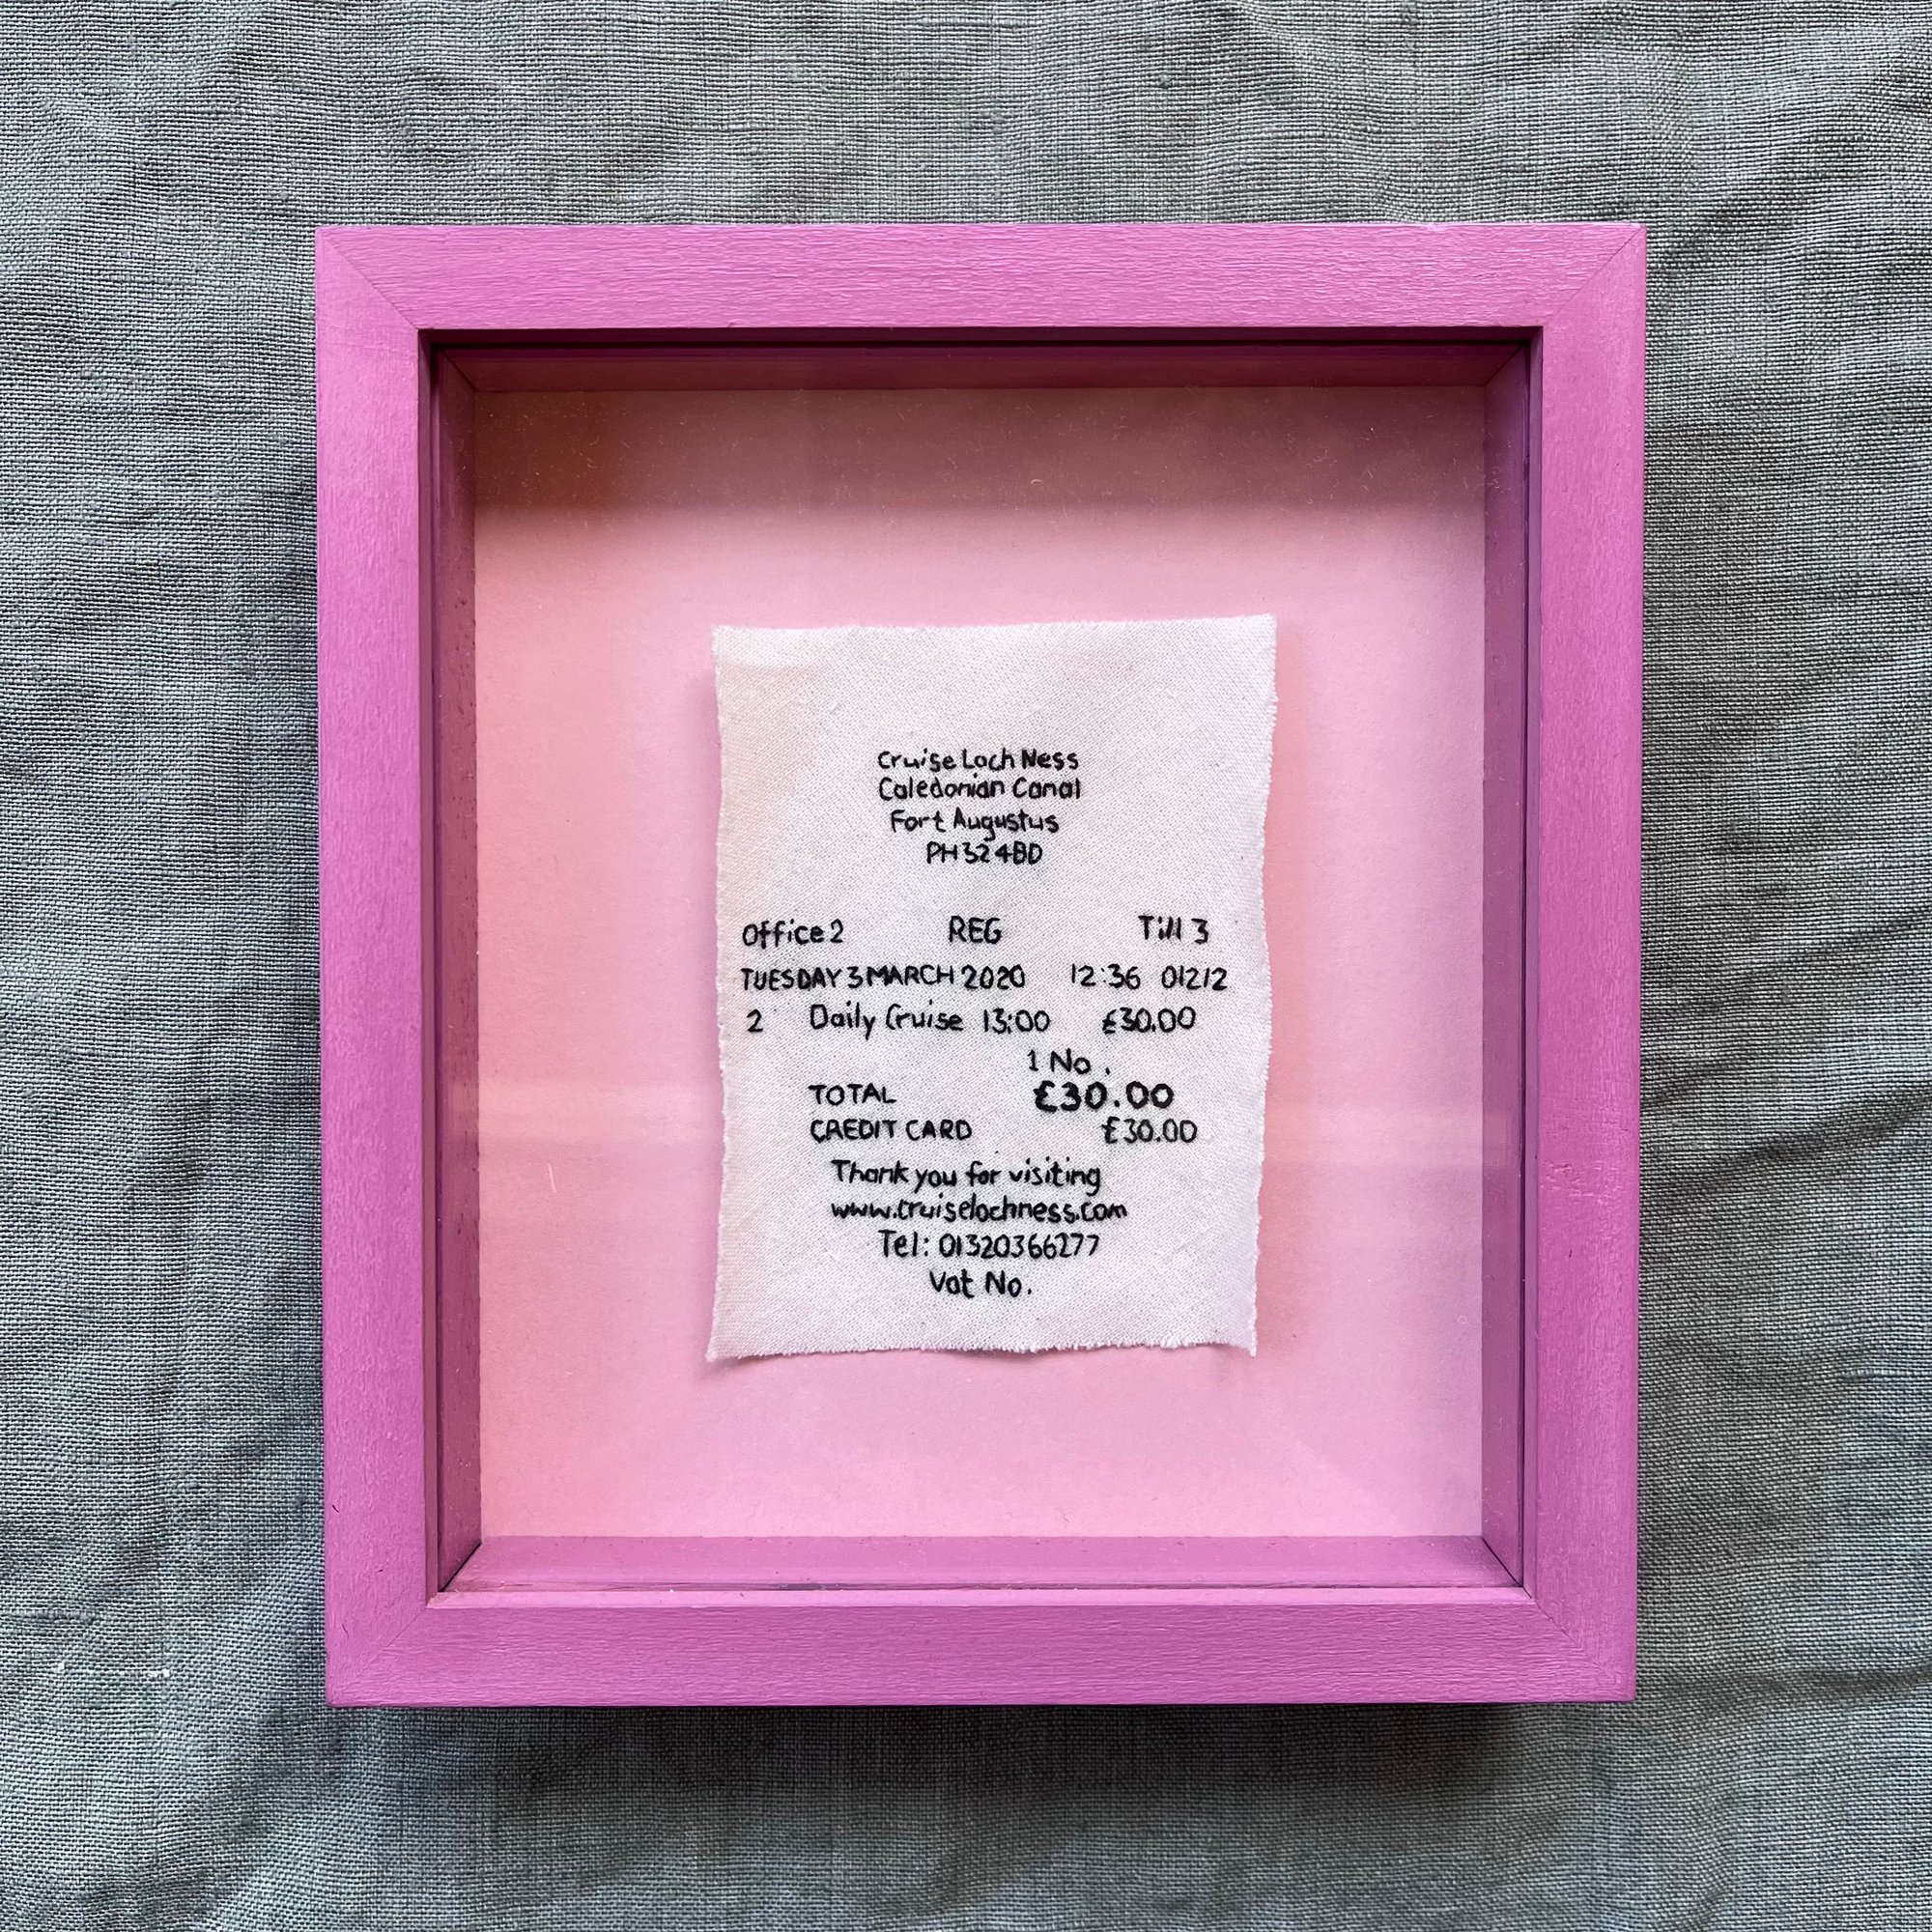 Cruise Loch Ness
Caledonian Canal
Fort Augustus
PH32 4BD
Office 2 REG Till 3
TUESDAY 3 MARCH 2020 12:36 01212
2 Daily Cruise 13:00 £30.00
1 No.
TOTAL £30.00
CREDIT CARD £30.00
Thank you for visiting
www.cruiselochness.com
Tel: 01320366277
Vat No.